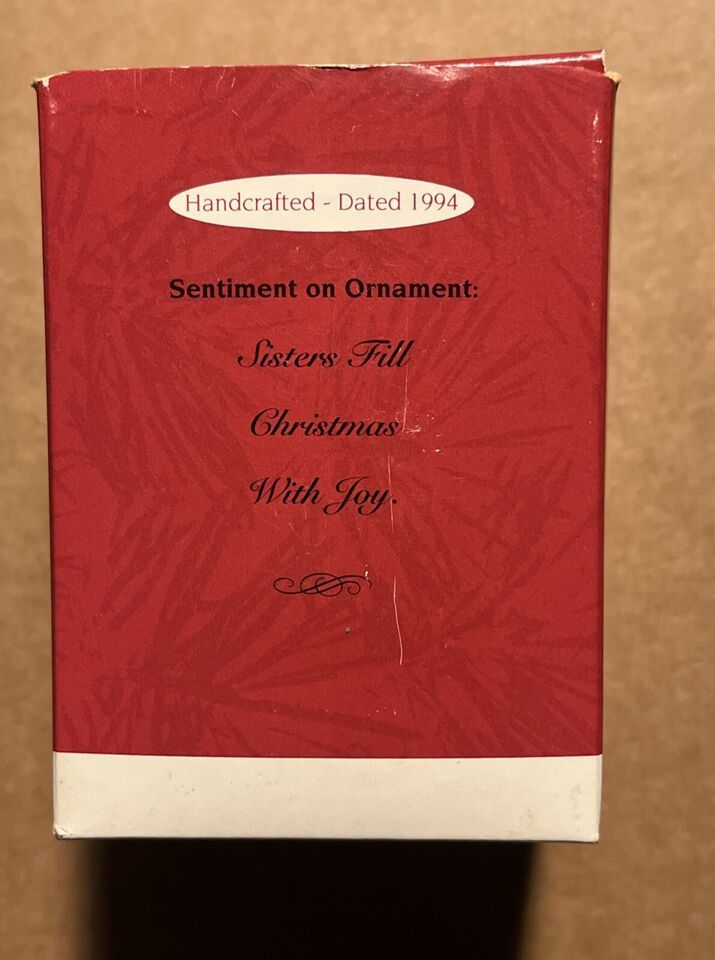 Handcrafted - Dated 1994
Sentiment on Ornament:
Sisters Fill
Christmas
With Joy.